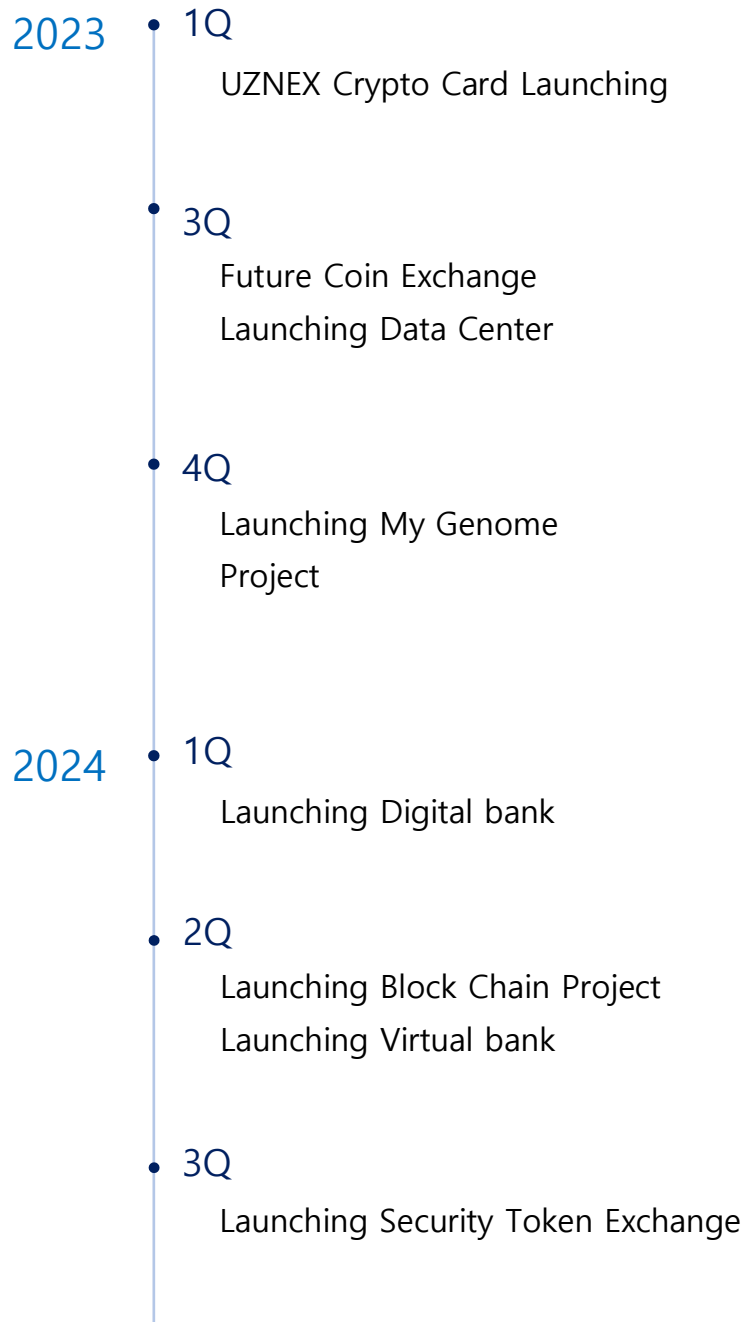 2023
1Q
UZNEX Crypto Card Launching
3Q
Future Coin Exchange
Launching Data Center
4Q
Launching My Genome
Project
2024
1Q
Launching Digital bank
2Q
Launching Block Chain Project
Launching Virtual bank
3Q
Launching Security Token Exchange